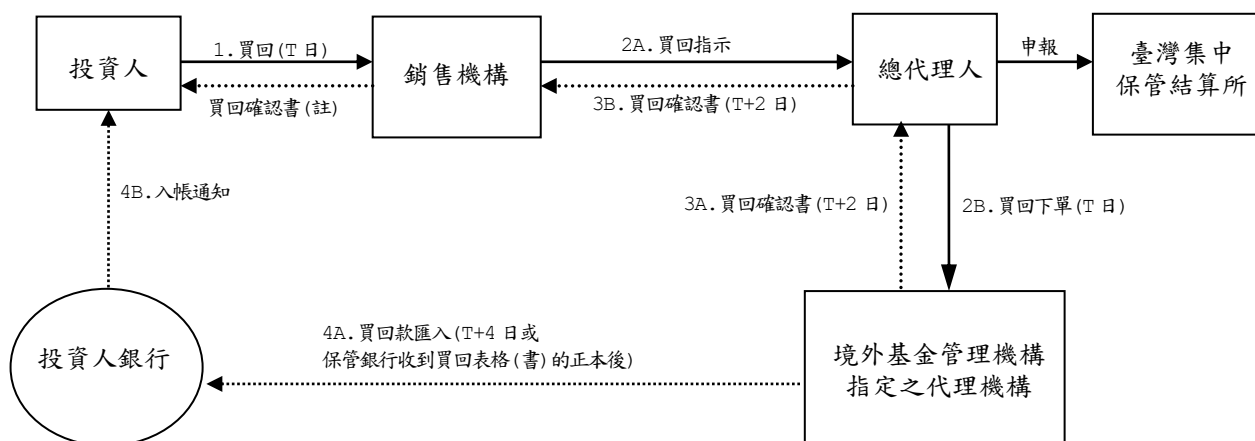 投資人
1.買回(T 日)
買回確認書(註)
銷售機構
2A.買回指示
3B.買回確認書(T+2 日)
總代理人
申報
臺灣集中
保管結算所
4B.入帳通知
3A.買回確認書(T+2 日)
2B.買回下單(T 日)
投資人銀行
4A.買回款匯入(T+4 日或
保管銀行收到買回表格(書)的正本後)
境外基金管理機構
指定之代理機構